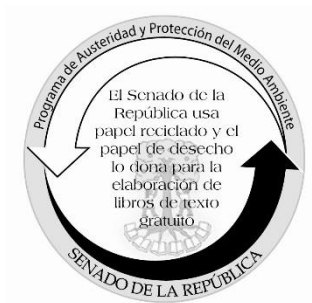 Programa de Austeridad y Protección del Medio Ambiente
El Senado de la
República usa
papel reciclado y el
papel de desecho
lo dona para la
elaboración de
libros de texto
gratuito
SENADO DE LA REPÚBLICA